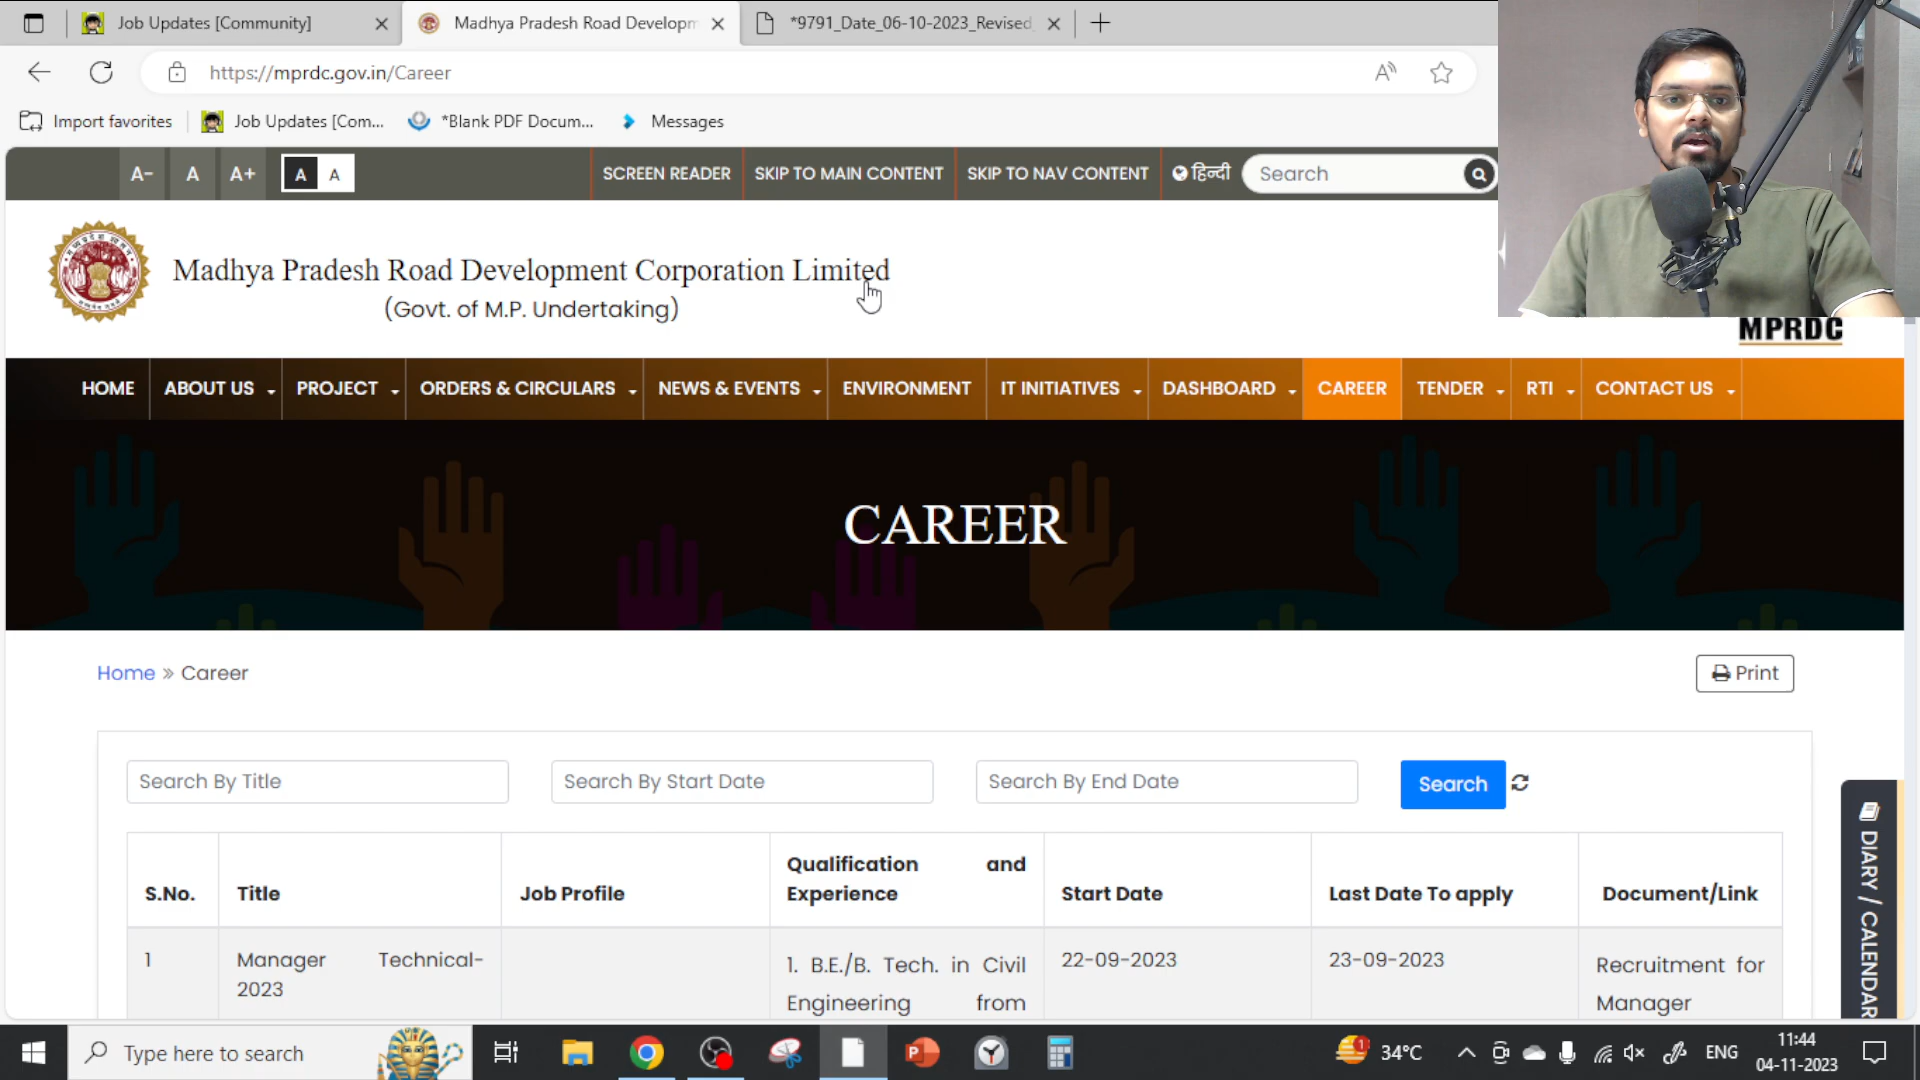 Job Updates [Community]
Madhya Pradesh Road Developm
*9791_Date_06-10-2023_Revised
https://mprdc.gov.in/Career
Import favorites
Job Updates [Com...
*Blank PDF Docum...
Messages
A-
A
A+
A
A
SCREEN READER
SKIP TO MAIN CONTENT
SKIP TO NAV CONTENT
हिन्दी
Search
Madhya Pradesh Road Development Corporation Limited
(Govt. of M.P. Undertaking)
MPRDC
HOME
ABOUT US
PROJECT
ORDERS & CIRCULARS
NEWS & EVENTS
ENVIRONMENT
IT INITIATIVES
DASHBOARD
CAREER
TENDER
RTI
CONTACT US
CAREER
Home » Career
Print
Search By Title
Search By Start Date
Search By End Date
Search
S.No.
Title
Job Profile
Qualification and
Experience
Start Date
Last Date To apply
Document/Link
1
Manager Technical-
2023
1. B.E./B. Tech. in Civil
Engineering from
22-09-2023
23-09-2023
Recruitment for
Manager
DIARY / CALENDAR
Type here to search
1
34°C
ENG
11:44
04-11-2023